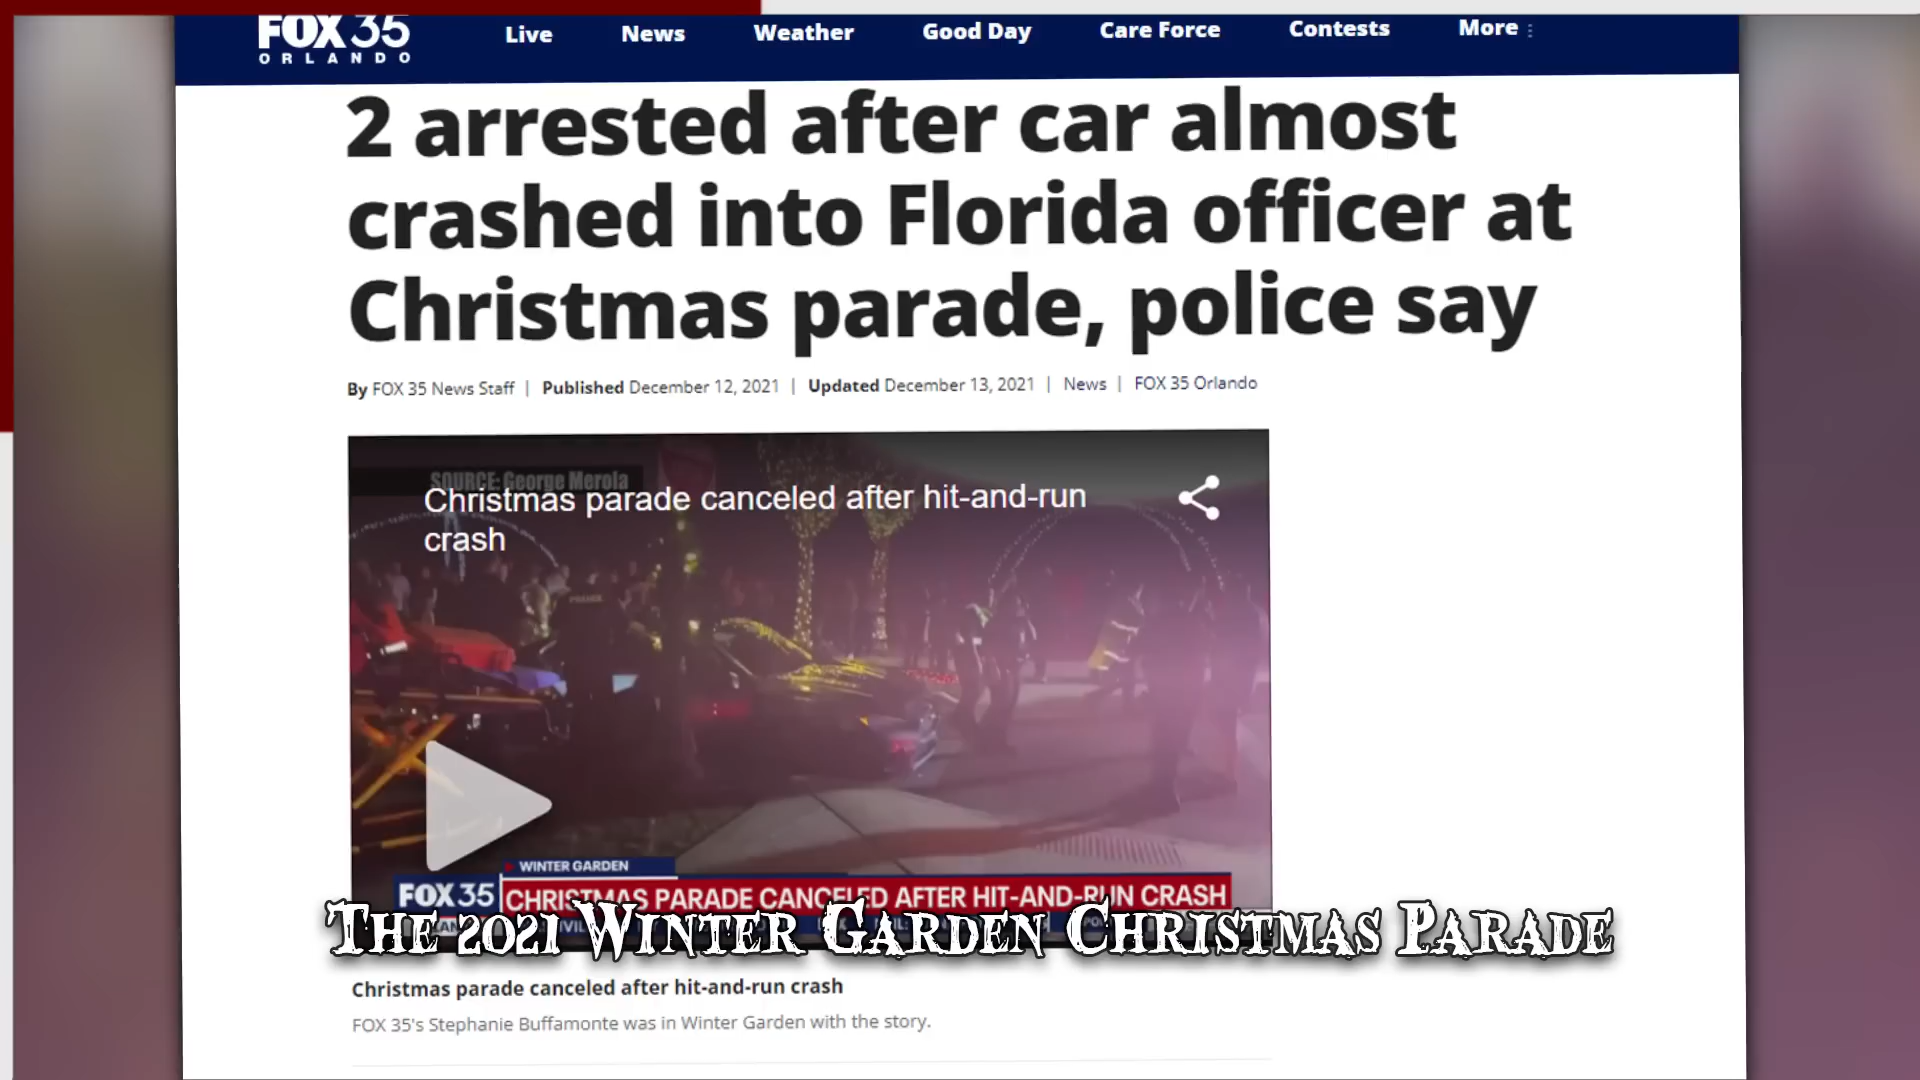 FOX 35
ORLANDO
Live News Weather Good Day Care Force Contests More
2 arrested after car almost
crashed into Florida officer at
Christmas parade, police say
By FOX 35 News Staff | Published December 12, 2021 | Updated December 13, 2021 | News | FOX 35 Orlando
SOURCE: George Merola
Christmas parade canceled after hit-and-run
crash
POLICE
WINTER GARDEN
FOX 35 CHRISTMAS PARADE CANCELED AFTER HIT-AND-RUN CRASH
The 2021 Winter Garden Christmas Parade
Christmas parade canceled after hit-and-run crash
FOX 35's Stephanie Buffamonte was in Winter Garden with the story.